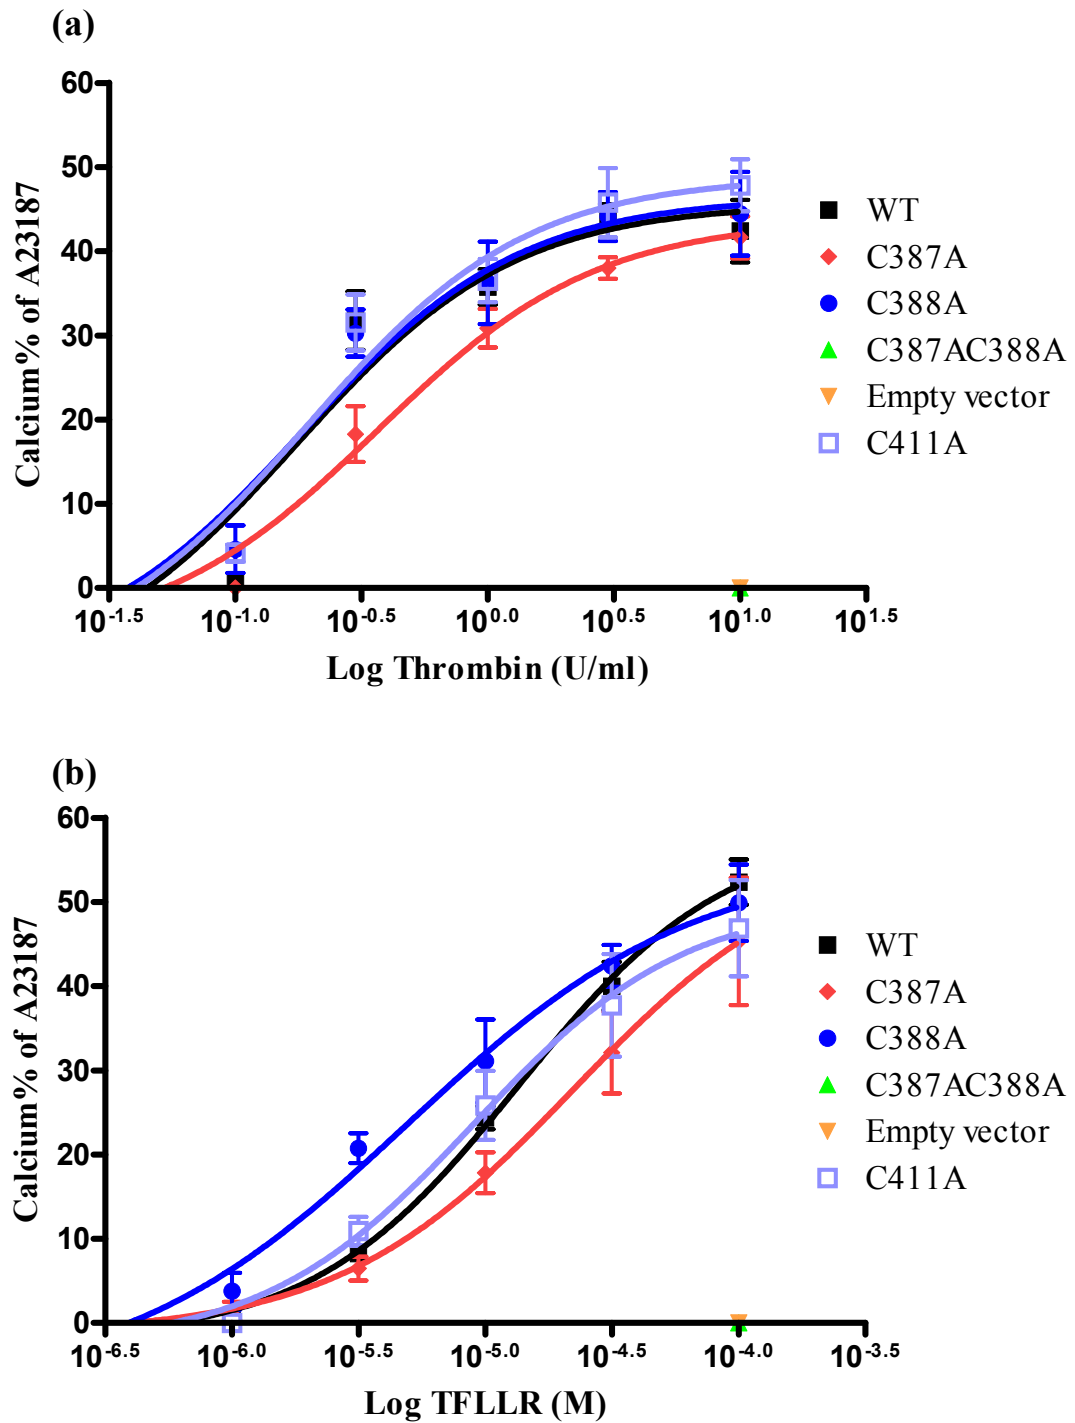 (a)
60
50
40
30
20
10
0
Calcium% of A23187
10-1.5 10-1.0 10-0.5 100.0 100.5 101.0 101.5
Log Thrombin (U/ml)
WT
C387A
C388A
C387AC388A
Empty vector
C411A
(b)
60
50
40
30
20
10
0
Calcium% of A23187
10-6.5 10-6.0 10-5.5 10-5.0 10-4.5 10-4.0 10-3.5
Log TFLLR (M)
WT
C387A
C388A
C387AC388A
Empty vector
C411A